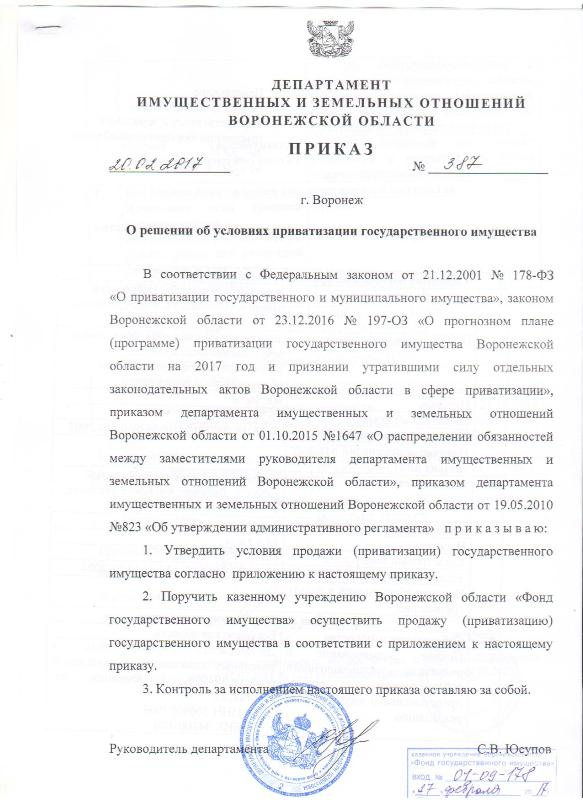 ДЕПАРТАМЕНТ
ИМУЩЕСТВЕННЫХ И ЗЕМЕЛЬНЫХ ОТНОШЕНИЙ
ВОРОНЕЖСКОЙ ОБЛАСТИ
ПРИКАЗ
20.02.2017 № 387
г. Воронеж
О решении об условиях приватизации государственного имущества
В соответствии с Федеральным законом от 21.12.2001 № 178-ФЗ
«О приватизации государственного и муниципального имущества», законом
Воронежской области от 23.12.2016 № 197-ОЗ «О прогнозном плане
(программе) приватизации государственного имущества Воронежской
области на 2017 год и признании утратившими силу отдельных
законодательных актов Воронежской области в сфере приватизации»,
приказом департамента имущественных и земельных отношений
Воронежской области от 01.10.2015 №1647 «О распределении обязанностей
между заместителями руководителя департамента имущественных и
земельных отношений Воронежской области», приказом департамента
имущественных и земельных отношений Воронежской области от 19.05.2010
№823 «Об утверждении административного регламента» п р и к а з ы в а ю:
1. Утвердить условия продажи (приватизации) государственного
имущества согласно приложению к настоящему приказу.
2. Поручить казенному учреждению Воронежской области «Фонд
государственного имущества» осуществить продажу (приватизацию)
государственного имущества в соответствии с приложением к настоящему
приказу.
3. Контроль за исполнением настоящего приказа оставляю за собой.
Руководитель департамента С.В. Юсупов
казенное учреждение
«Фонд государственного имущества»
ВХОД. № 01-09-178
«27» февраля 17.